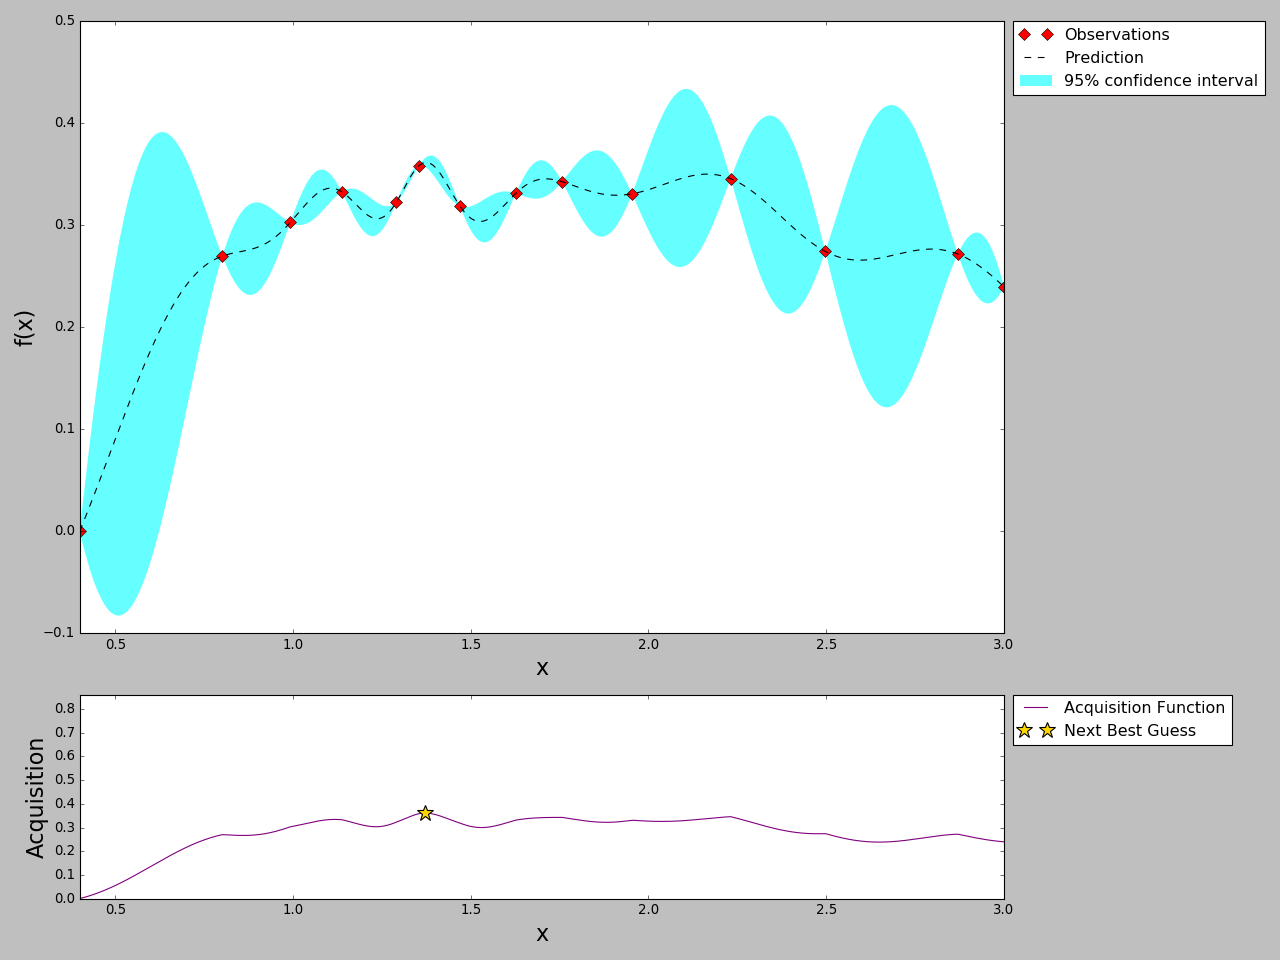 0.5
0.4
0.3
0.2
0.1
0.0
−0.1
f(x)
0.5 1.0 1.5 2.0 2.5 3.0
x
Observations
Prediction
95% confidence interval
0.8
0.7
0.6
0.5
0.4
0.3
0.2
0.1
0.0
Acquisition
0.5 1.0 1.5 2.0 2.5 3.0
x
Acquisition Function
Next Best Guess